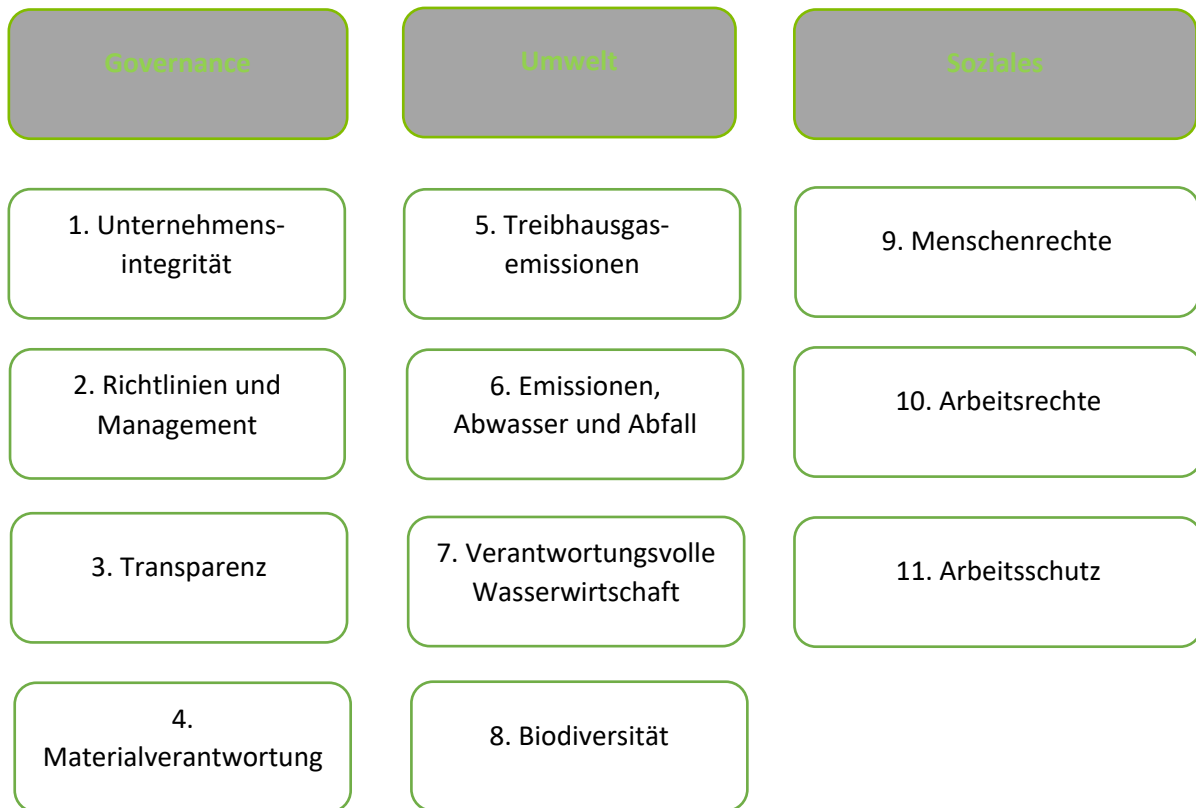 Governance
Umwelt
Soziales
1. Unternehmens-
integrität
5. Treibhausgas-
emissionen
9. Menschenrechte
2. Richtlinien und
Management
6. Emissionen,
Abwasser und Abfall
10. Arbeitsrechte
3. Transparenz
7. Verantwortungsvolle
Wasserwirtschaft
11. Arbeitsschutz
4.
Materialverantwortung
8. Biodiversität